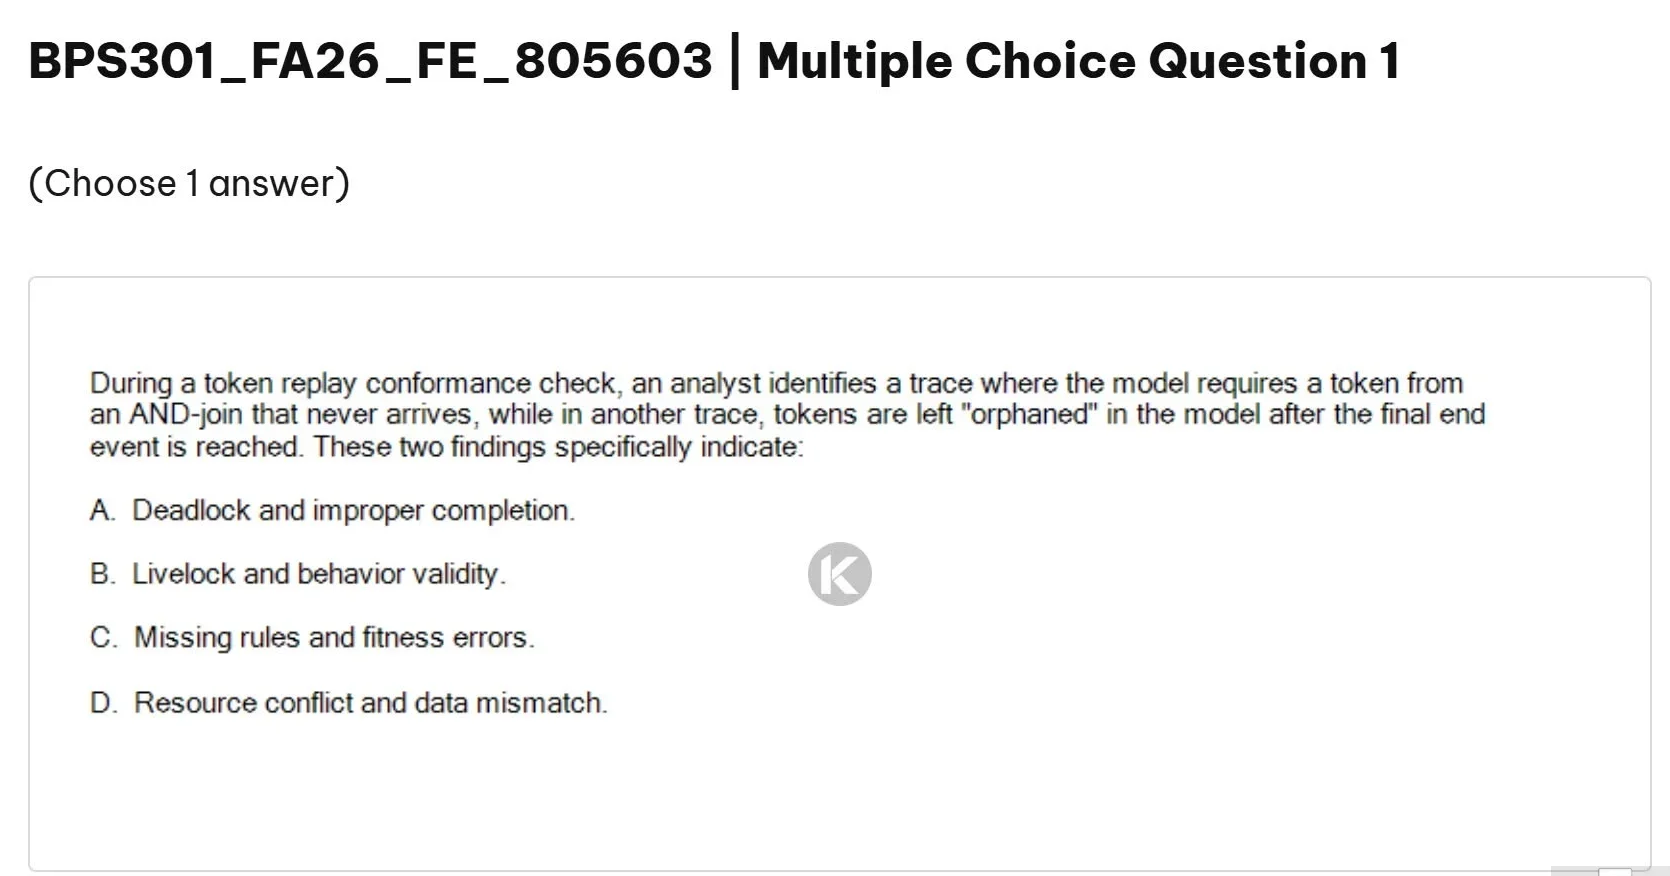 BPS301_FA26_FE_805603 | Multiple Choice Question 1
(Choose 1 answer)
During a token replay conformance check, an analyst identifies a trace where the model requires a token from
an AND-join that never arrives, while in another trace, tokens are left "orphaned" in the model after the final end
event is reached. These two findings specifically indicate:
A. Deadlock and improper completion.
B. Livelock and behavior validity.
C. Missing rules and fitness errors.
D. Resource conflict and data mismatch.
K